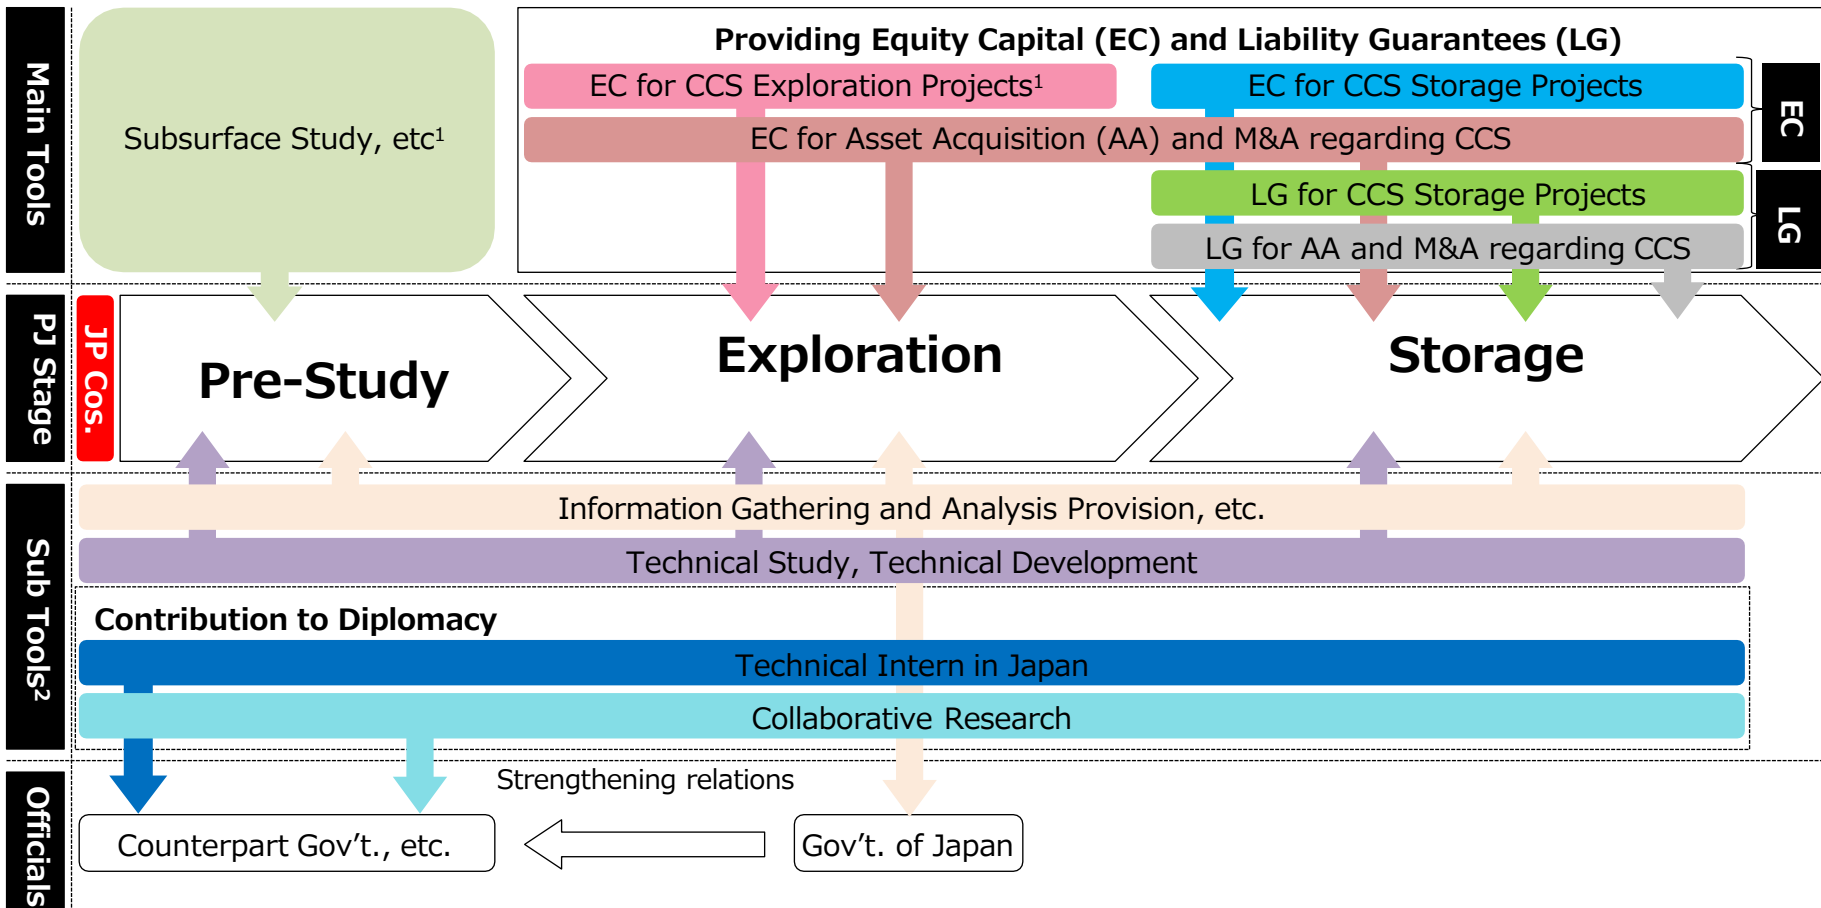 Main Tools
Subsurface Study, etc¹
Providing Equity Capital (EC) and Liability Guarantees (LG)
EC for CCS Exploration Projects¹
EC for CCS Storage Projects
EC for Asset Acquisition (AA) and M&A regarding CCS
LG for CCS Storage Projects
LG for AA and M&A regarding CCS
EC
LG
PJ Stage
JP Cos.
Pre-Study
Exploration
Storage
Sub Tools²
Information Gathering and Analysis Provision, etc.
Technical Study, Technical Development
Contribution to Diplomacy
Technical Intern in Japan
Collaborative Research
Officials
Strengthening relations
Counterpart Gov’t., etc.
Gov’t. of Japan